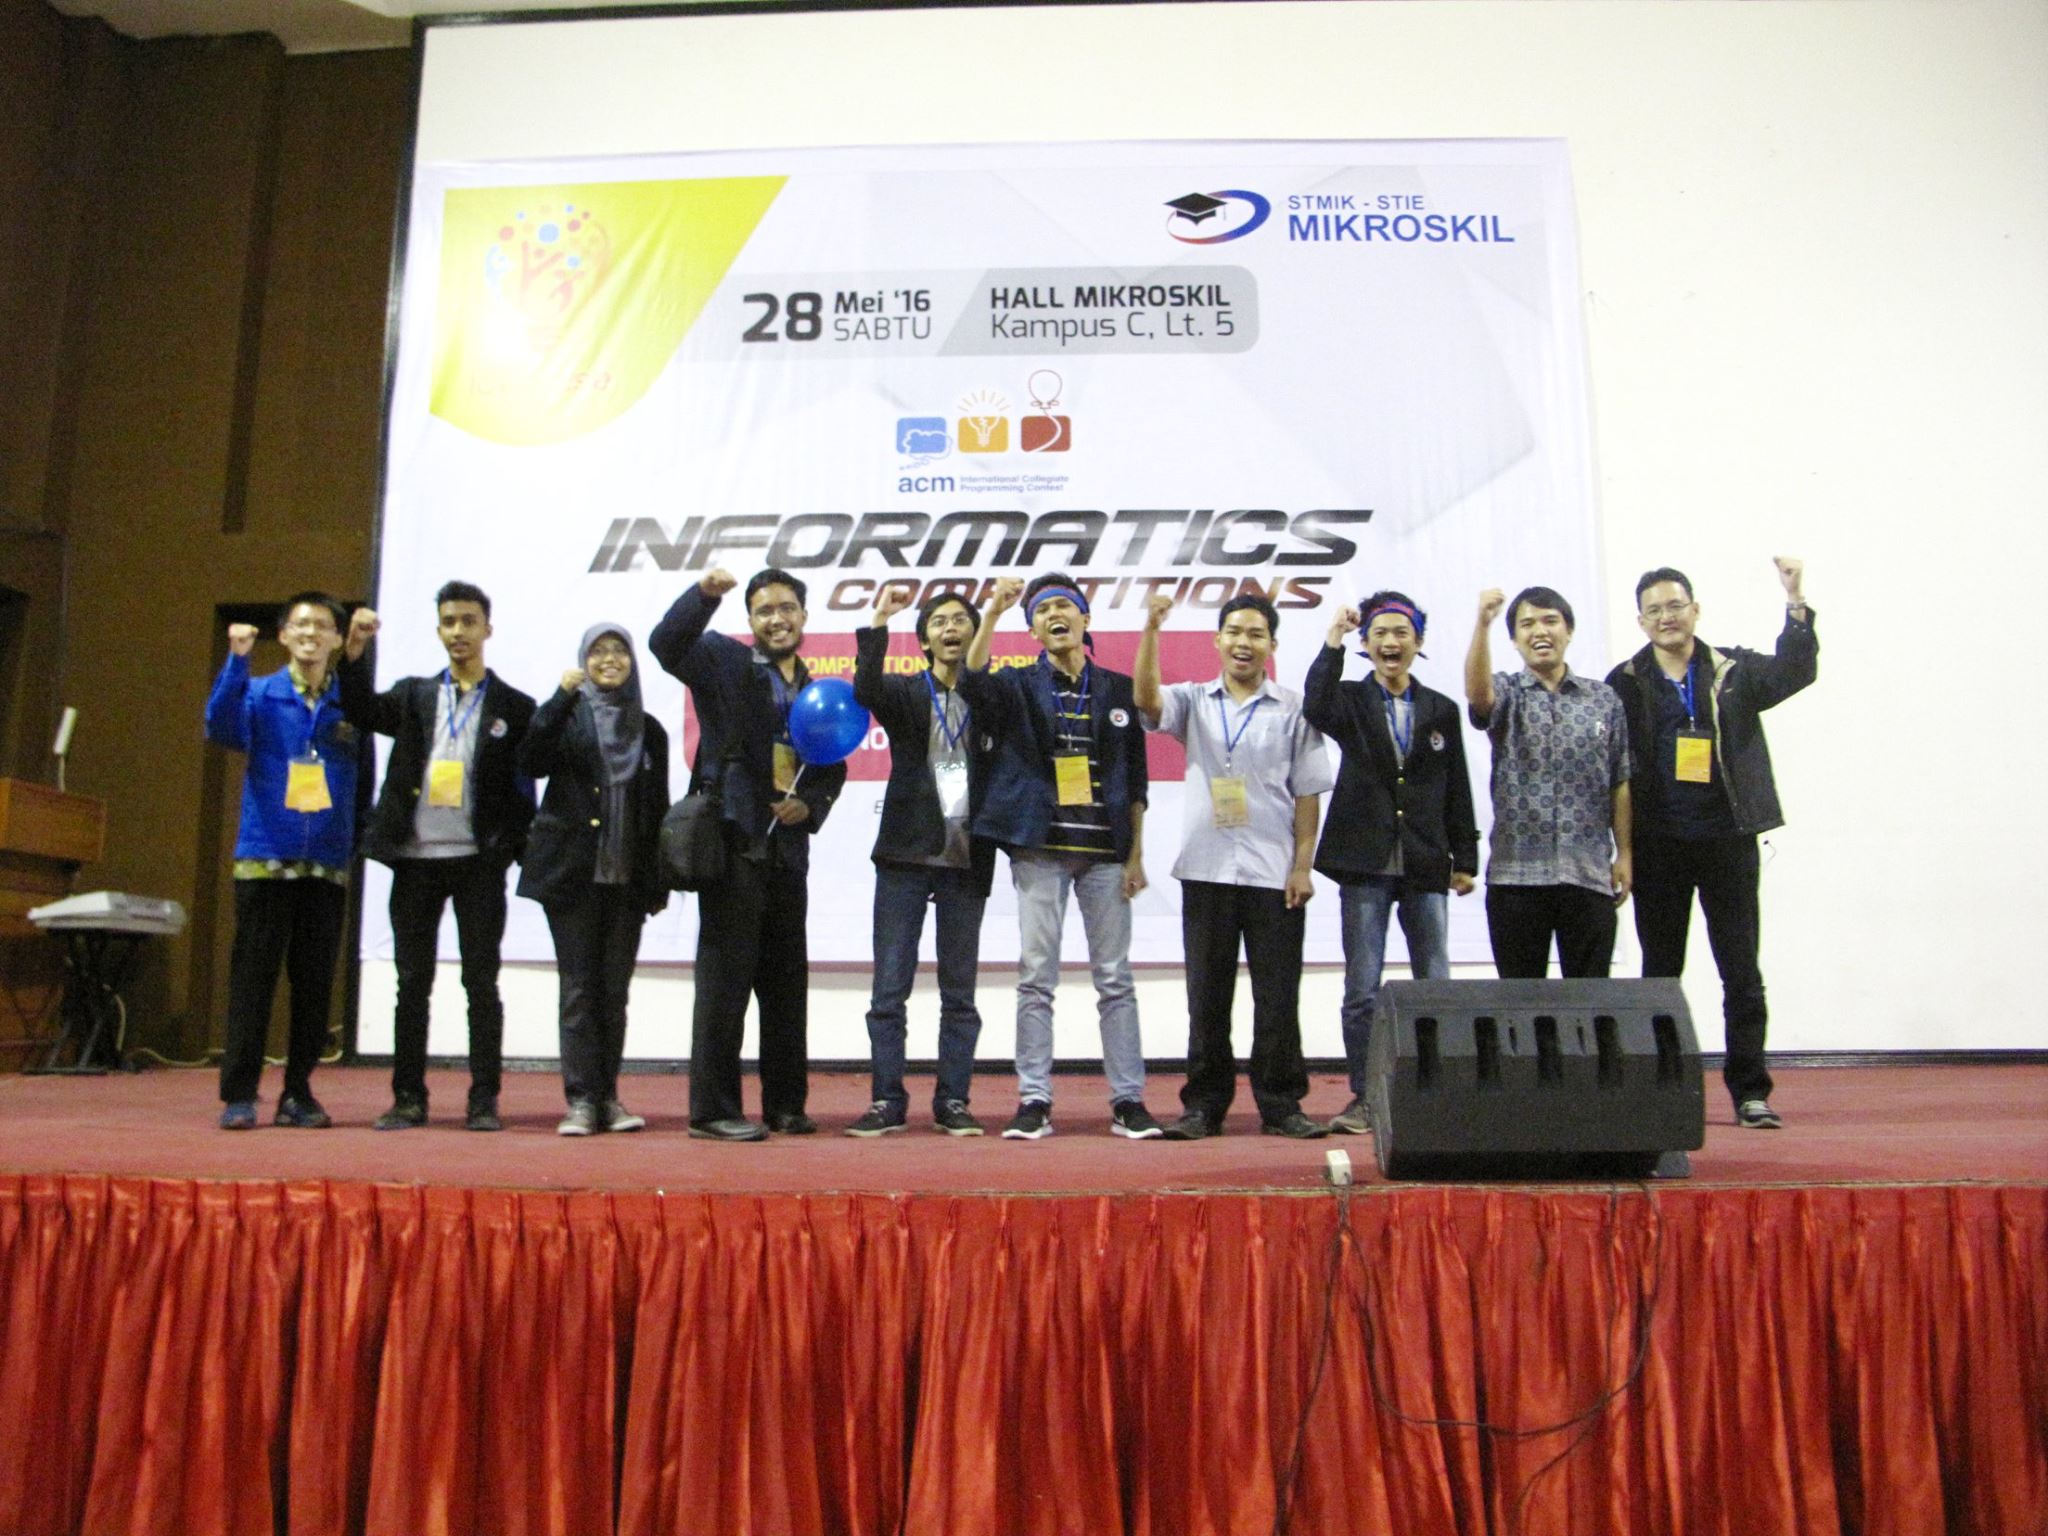 STMIK - STIE
MIKROSKIL
28 Mei '16
SABTU
HALL MIKROSKIL
Kampus C, Lt. 5
acm International Collegiate
Programming Contest
INFORMATICS
COMPETITIONS